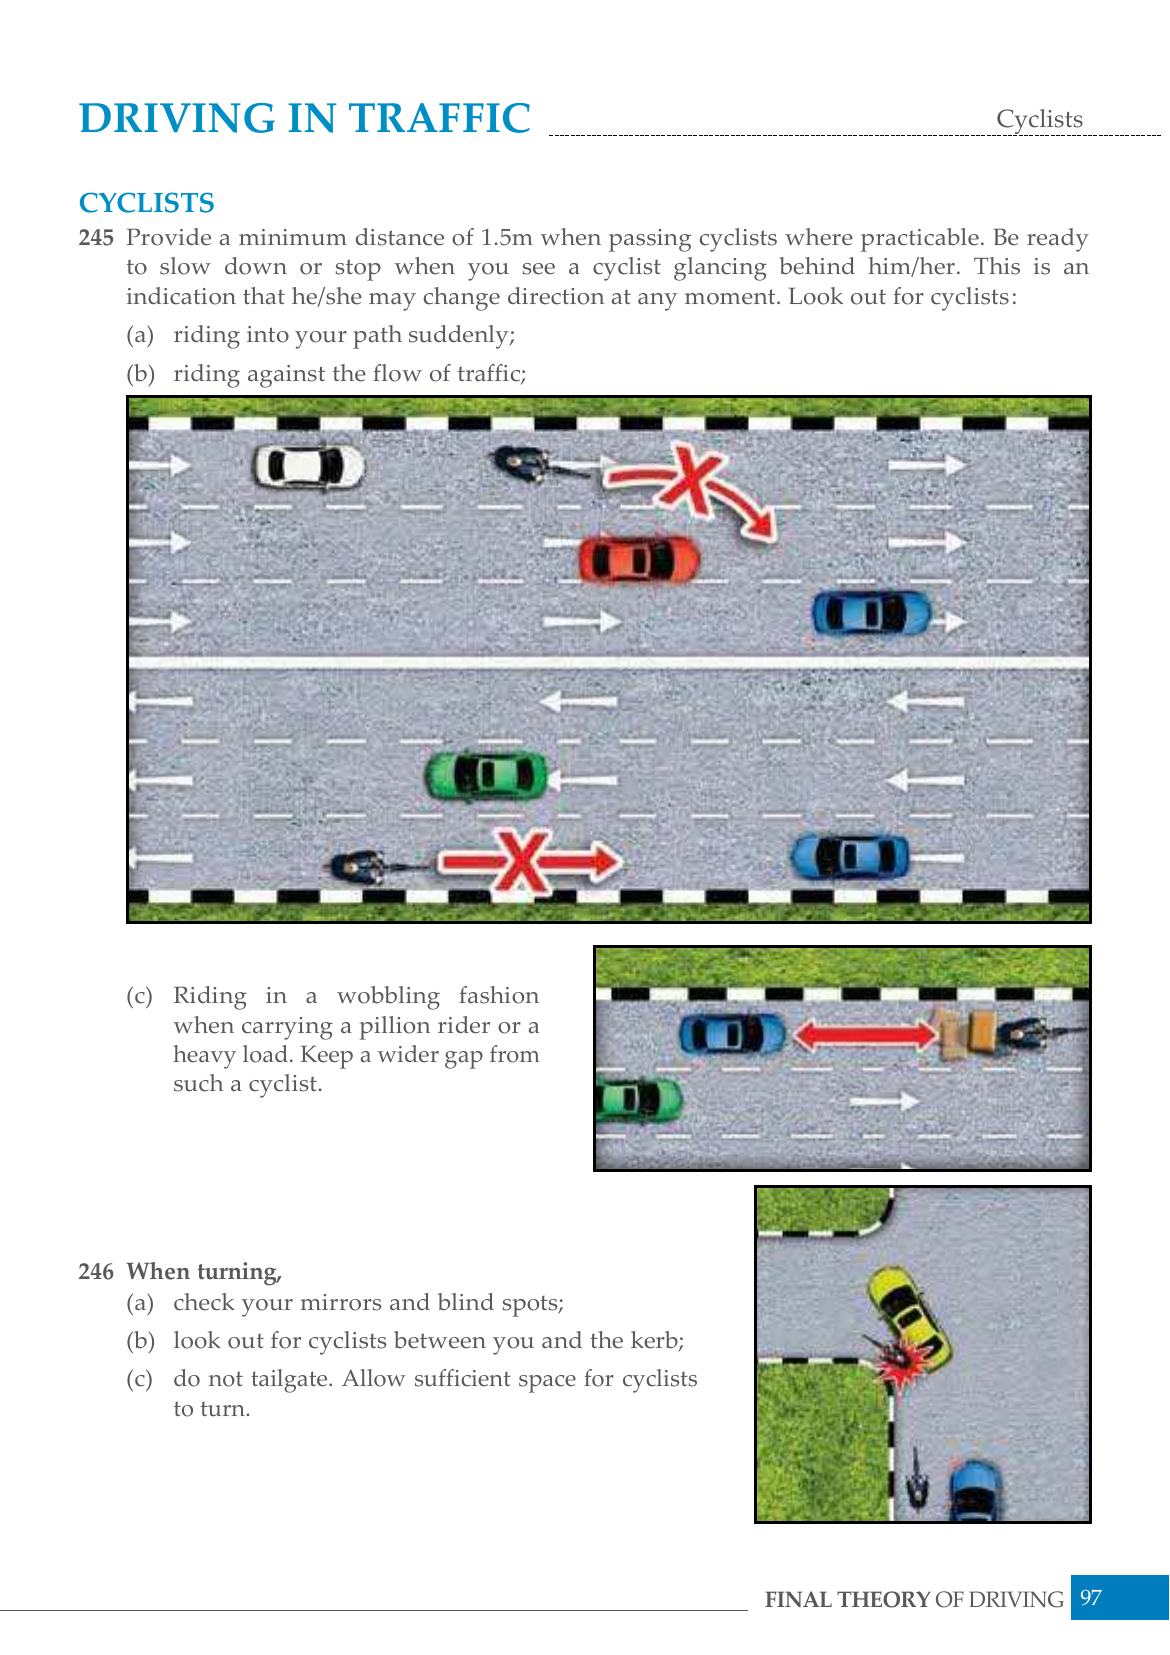 DRIVING IN TRAFFIC
Cyclists
CYCLISTS
245 Provide a minimum distance of 1.5m when passing cyclists where practicable. Be ready
to slow down or stop when you see a cyclist glancing behind him/her. This is an
indication that he/she may change direction at any moment. Look out for cyclists:
(a) riding into your path suddenly;
(b) riding against the flow of traffic;
X
X
(c) Riding in a wobbling fashion
when carrying a pillion rider or a
heavy load. Keep a wider gap from
such a cyclist.
246 When turning,
(a) check your mirrors and blind spots;
(b) look out for cyclists between you and the kerb;
(c) do not tailgate. Allow sufficient space for cyclists
to turn.
FINAL THEORY OF DRIVING 97